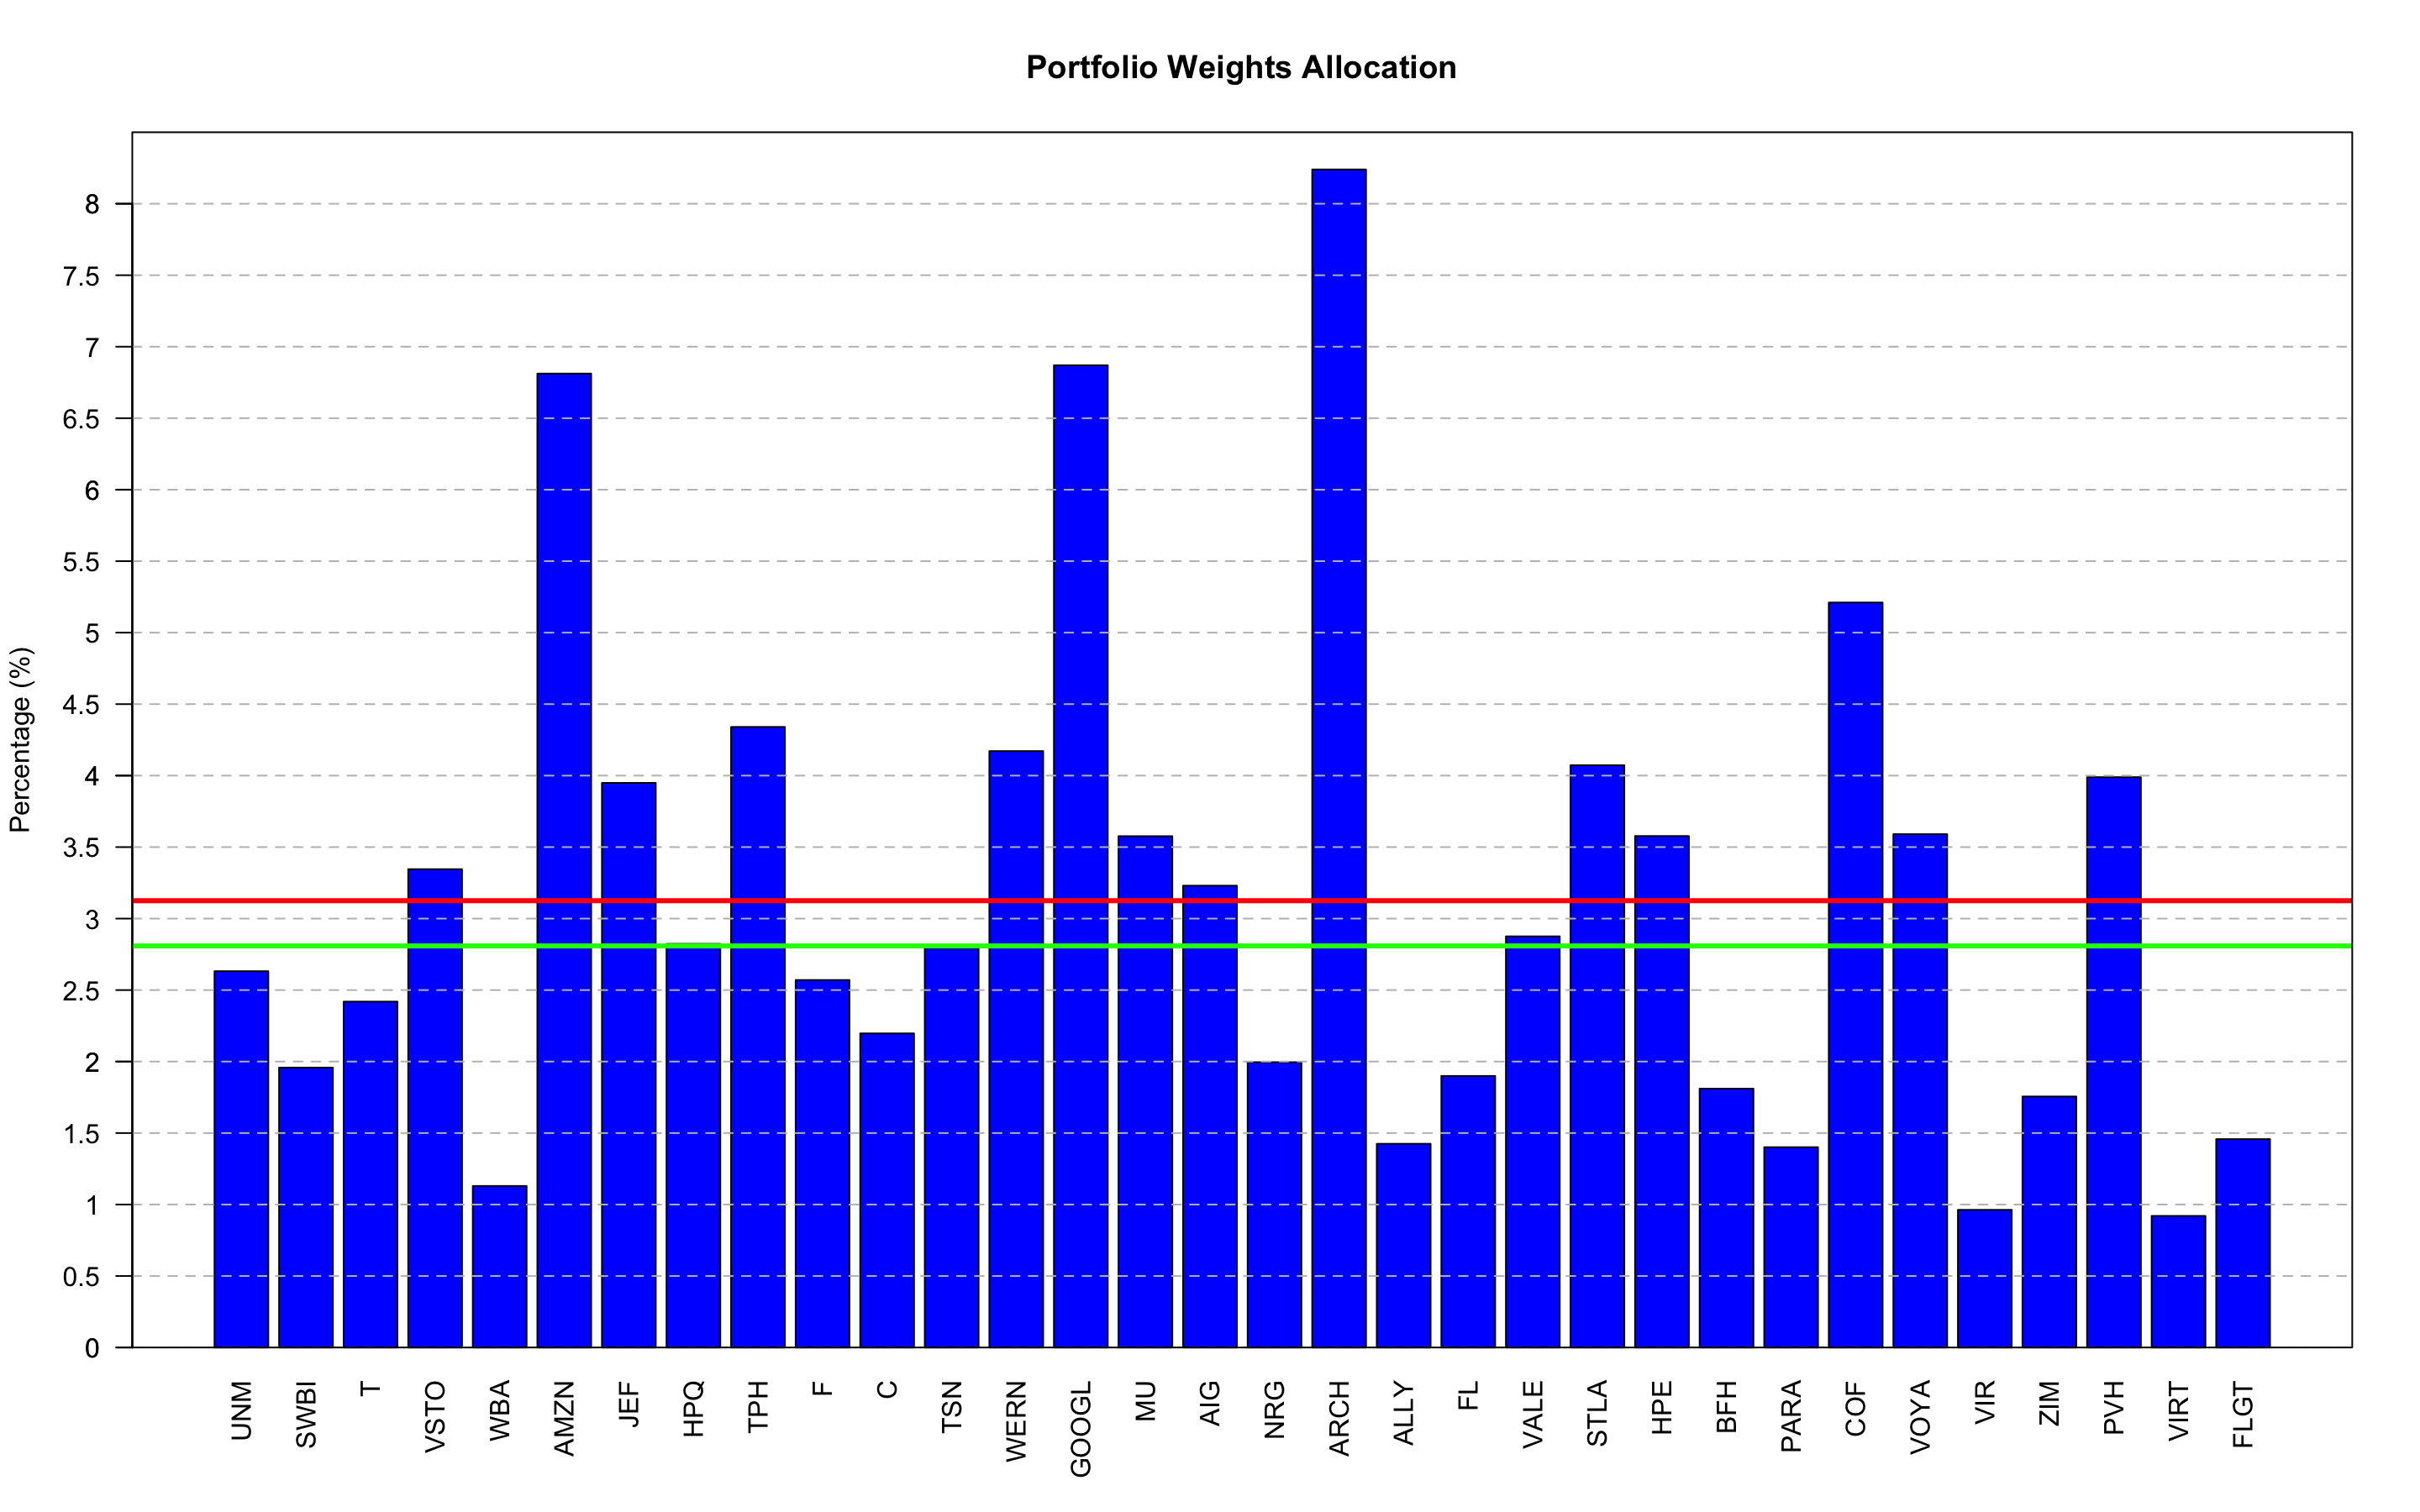 Portfolio Weights Allocation
Percentage (%)
8
7.5
7
6.5
6
5.5
5
4.5
4
3.5
3
2.5
2
1.5
1
0.5
0
UNM
SWBI
T
VSTO
WBA
AMZN
JEF
HPQ
TPH
F
C
TSN
WERN
GOOGL
MU
AIG
NRG
ARCH
ALLY
FL
VALE
STLA
HPE
BFH
PARA
COF
VOYA
VIR
ZIM
PVH
VIRT
FLGT